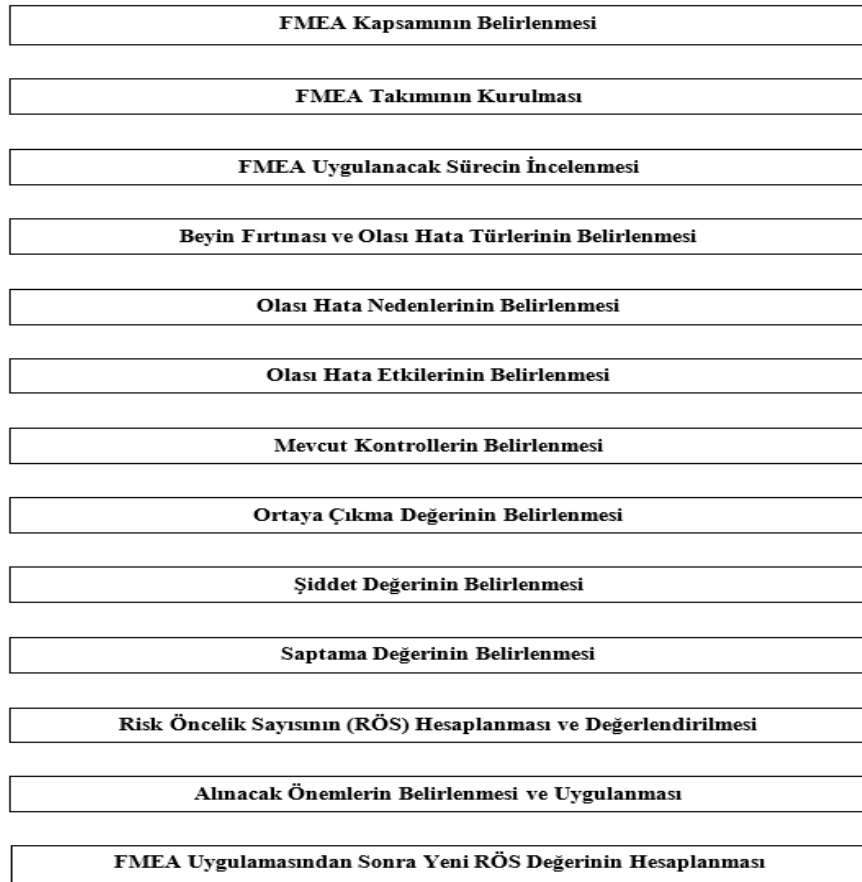 FMEA Kapsamının Belirlenmesi
FMEA Takımının Kurulması
FMEA Uygulanacak Sürecin İncelenmesi
Beyin Fırtınası ve Olası Hata Türlerinin Belirlenmesi
Olası Hata Nedenlerinin Belirlenmesi
Olası Hata Etkilerinin Belirlenmesi
Mevcut Kontrollerin Belirlenmesi
Ortaya Çıkma Değerinin Belirlenmesi
Şiddet Değerinin Belirlenmesi
Saptama Değerinin Belirlenmesi
Risk Öncelik Sayısının (RÖS) Hesaplanması ve Değerlendirilmesi
Alınacak Önemlerin Belirlenmesi ve Uygulanması
FMEA Uygulamasından Sonra Yeni RÖS Değerinin Hesaplanması